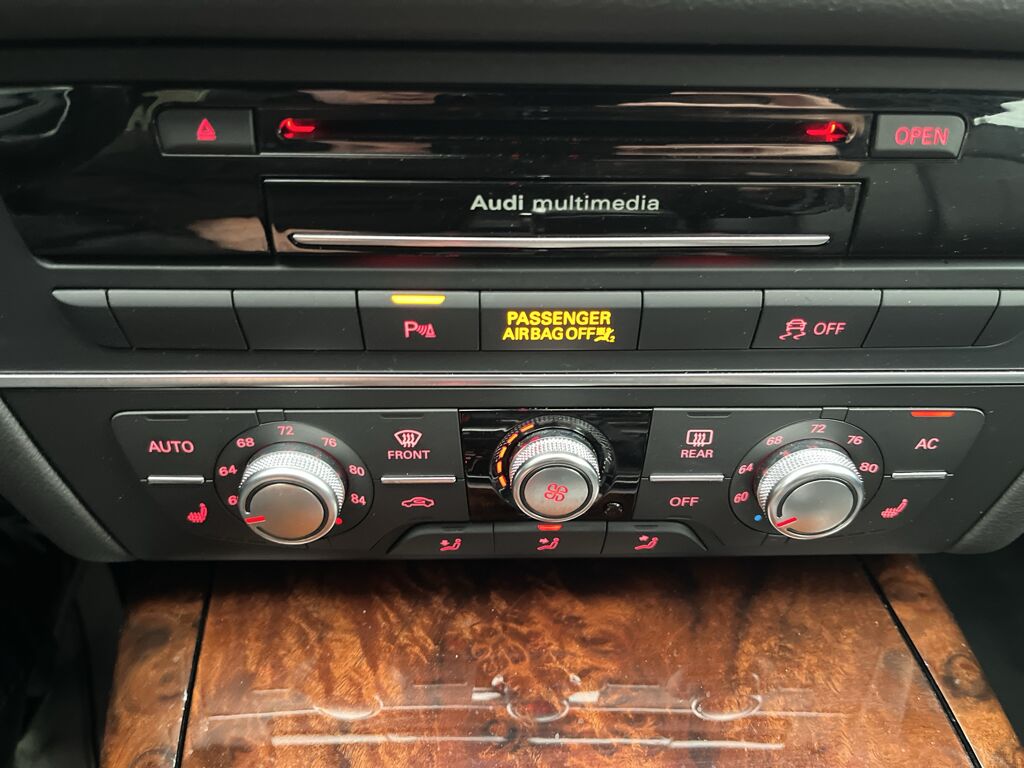 OPEN
Audi multimedia
P
PASSENGER
AIRBAG OFF 2
OFF
AUTO
64
68
72
76
80
84
FRONT
REAR
OFF
60
64
68
72
76
80
AC